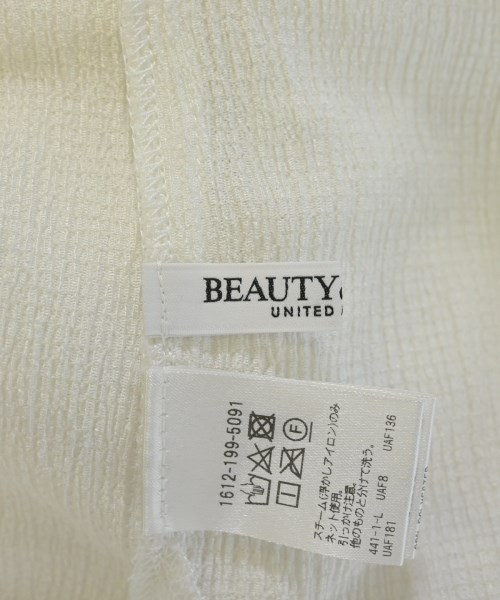 BEAUTY&
UNITED
1612-199-5091
F
スチーム(浮かしアイロン)のみ
ネット使用。
引っかけ注意。
他のものと分けて洗う。
441-1-L UAF8 UAF136
UAF181